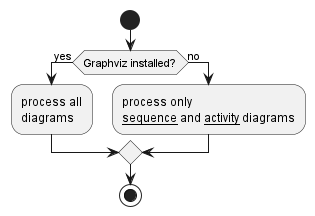 yes
Graphviz installed?
no
process all
diagrams
process only
sequence and activity diagrams